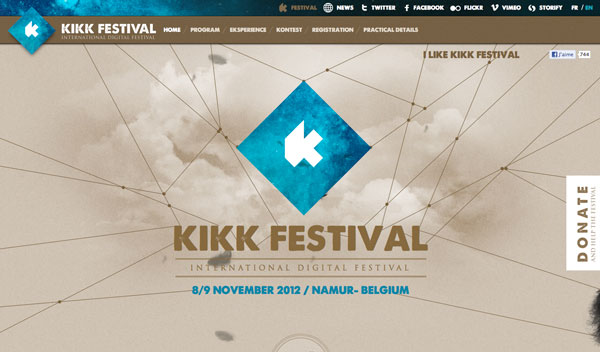 FESTIVAL NEWS TWITTER FACEBOOK FLICKR VIMEO STORIFY FR / EN
KIKK FESTIVAL
INTERNATIONAL DIGITAL FESTIVAL
HOME / PROGRAM / EKSPERIENCE / KONTEST / REGISTRATION / PRACTICAL DETAILS
I LIKE KIKK FESTIVAL
J'aime 744
KIKK FESTIVAL
INTERNATIONAL DIGITAL FESTIVAL
8/9 NOVEMBER 2012 / NAMUR- BELGIUM
DONATE
AND HELP THE FESTIVAL